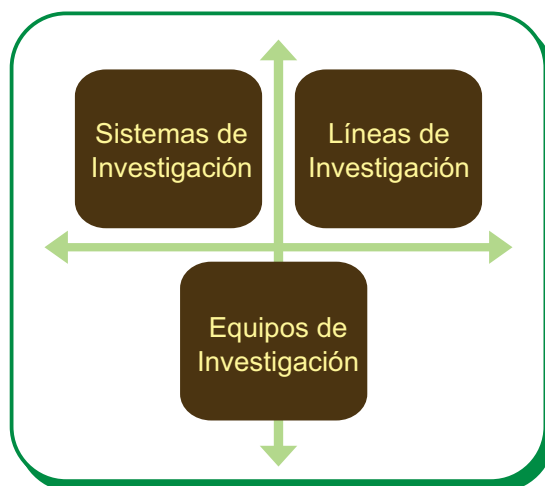 Sistemas de
Investigación
Líneas de
Investigación
Equipos de
Investigación